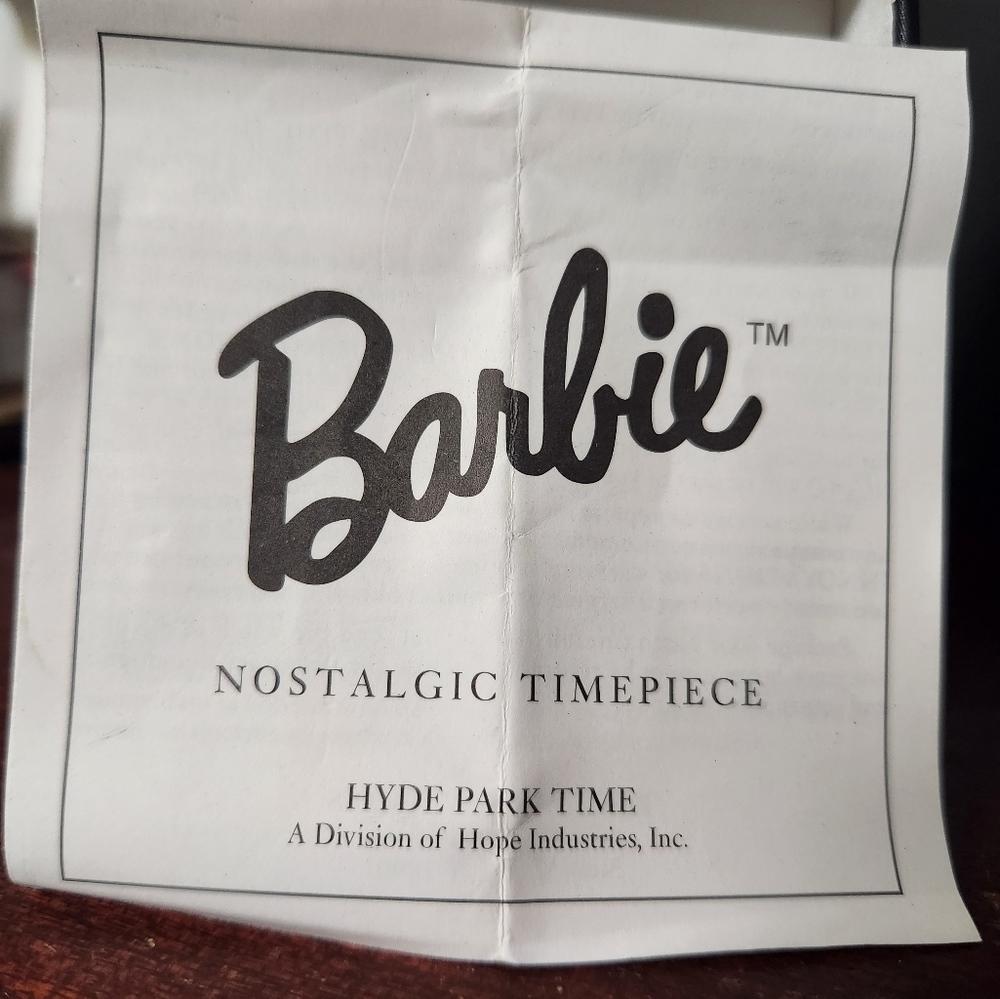 Barbie™
NOSTALGIC TIMEPIECE
HYDE PARK TIME
A Division of Hope Industries, Inc.